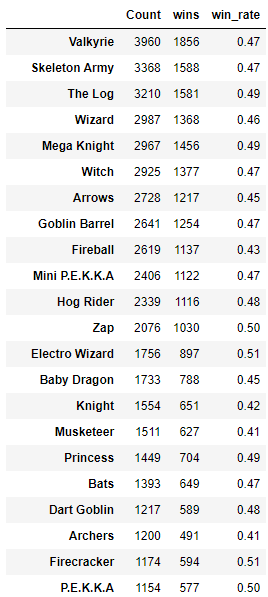 Count wins win_rate
Valkyrie 3960 1856 0.47
Skeleton Army 3368 1588 0.47
The Log 3210 1581 0.49
Wizard 2987 1368 0.46
Mega Knight 2967 1456 0.49
Witch 2925 1377 0.47
Arrows 2728 1217 0.45
Goblin Barrel 2641 1254 0.47
Fireball 2619 1137 0.43
Mini P.E.K.K.A 2406 1122 0.47
Hog Rider 2339 1116 0.48
Zap 2076 1030 0.50
Electro Wizard 1756 897 0.51
Baby Dragon 1733 788 0.45
Knight 1554 651 0.42
Musketeer 1511 627 0.41
Princess 1449 704 0.49
Bats 1393 649 0.47
Dart Goblin 1217 589 0.48
Archers 1200 491 0.41
Firecracker 1174 594 0.51
P.E.K.K.A 1154 577 0.50